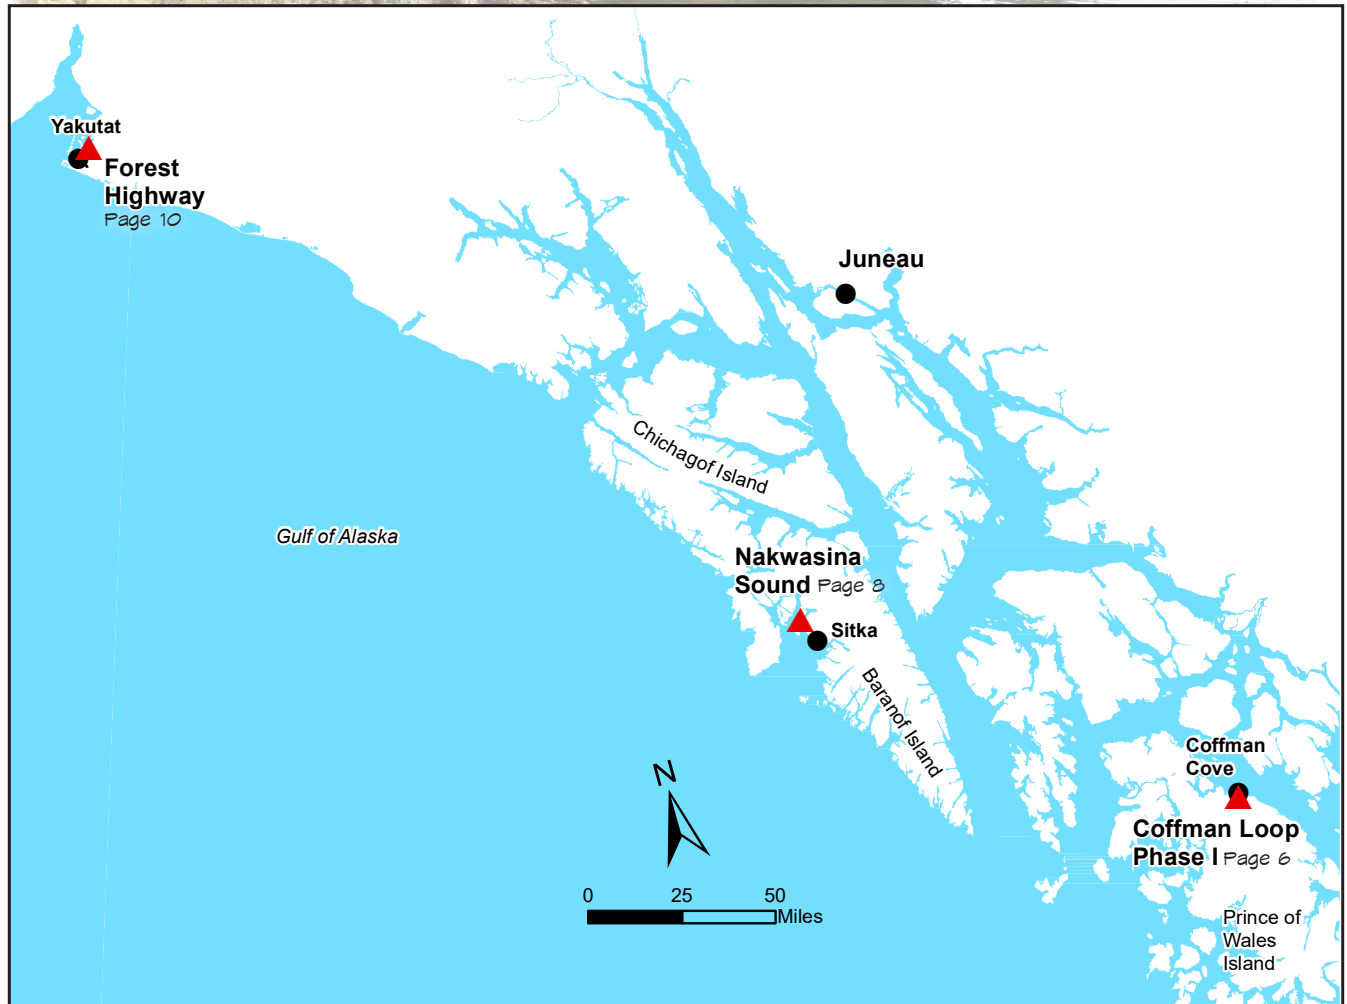 Yakutat
Forest
Highway
Page 10
Juneau
Chichagof Island
Gulf of Alaska
Nakwasina
Sound Page 8
Sitka
Baranof Island
Coffman
Cove
Coffman Loop
Phase I Page 6
N
0 25 50
Miles
Prince of
Wales
Island